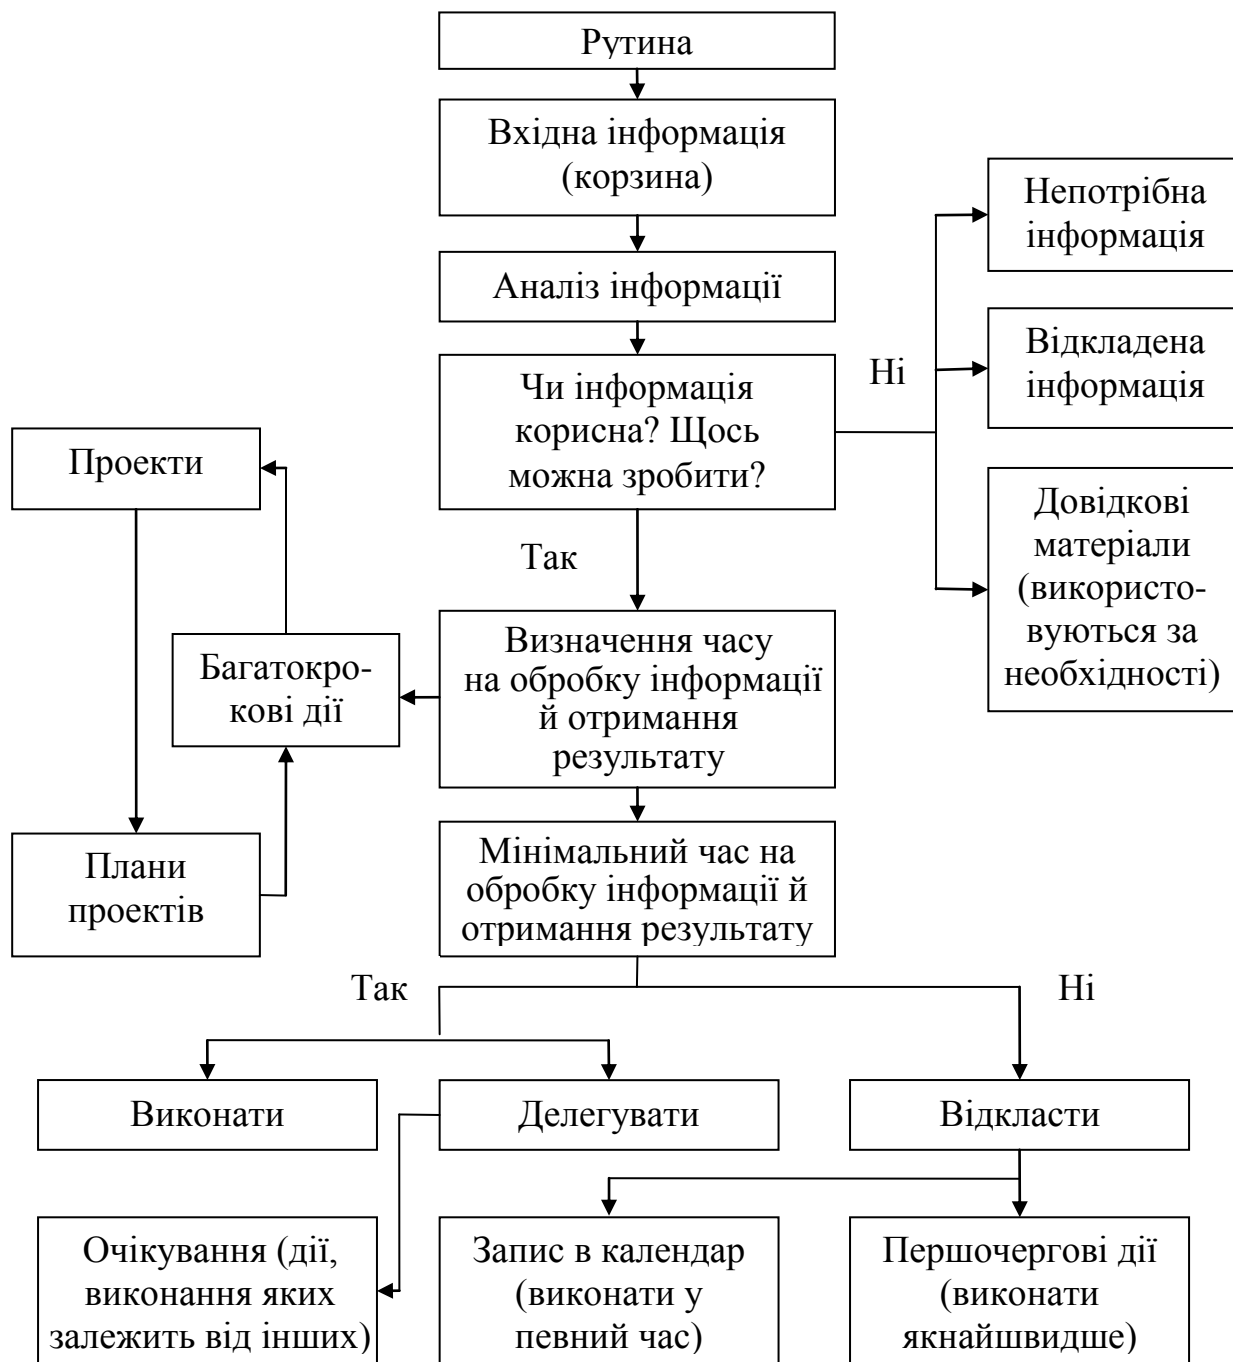 Рутина
Вхідна інформація
(корзина)
Непотрібна
інформація
Аналіз інформації
Відкладена
інформація
Ні
Чи інформація
корисна? Щось
можна зробити?
Проекти
Довідкові
матеріали
(використо-
вуються за
необхідності)
Так
Визначення часу
на обробку інформації
й отримання
результату
Багатокро-
кові дії
Мінімальний час на
обробку інформації й
отримання результату
Плани
проектів
Так
Ні
Виконати
Делегувати
Відкласти
Очікування (дії,
виконання яких
залежить від інших)
Запис в календар
(виконати у
певний час)
Першочергові дії
(виконати
якнайшвидше)